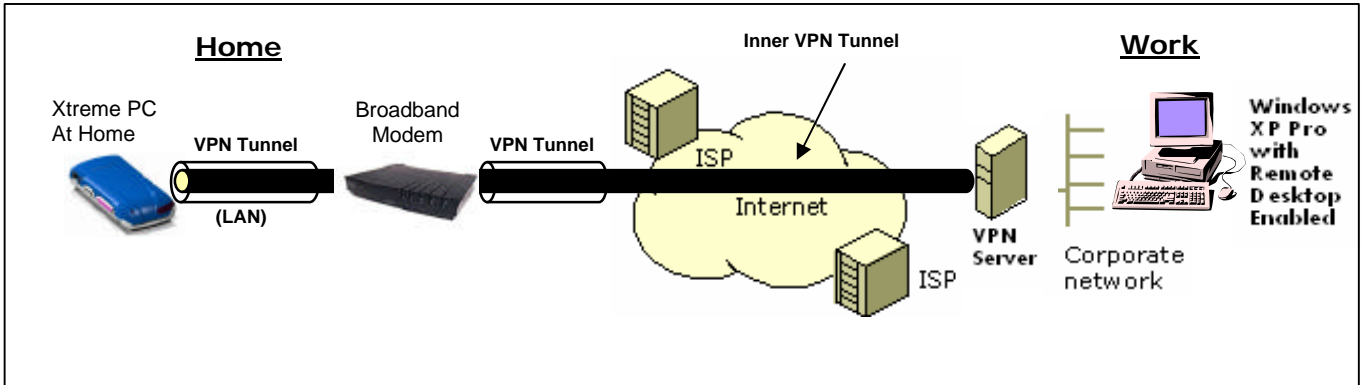 Home
Inner VPN Tunnel
Work
Xtreme PC
At Home
VPN Tunnel
(LAN)
Broadband
Modem
VPN Tunnel
ISP
Internet
ISP
VPN
Server
Corporate
network
Windows
XP Pro
with
Remote
Desktop
Enabled